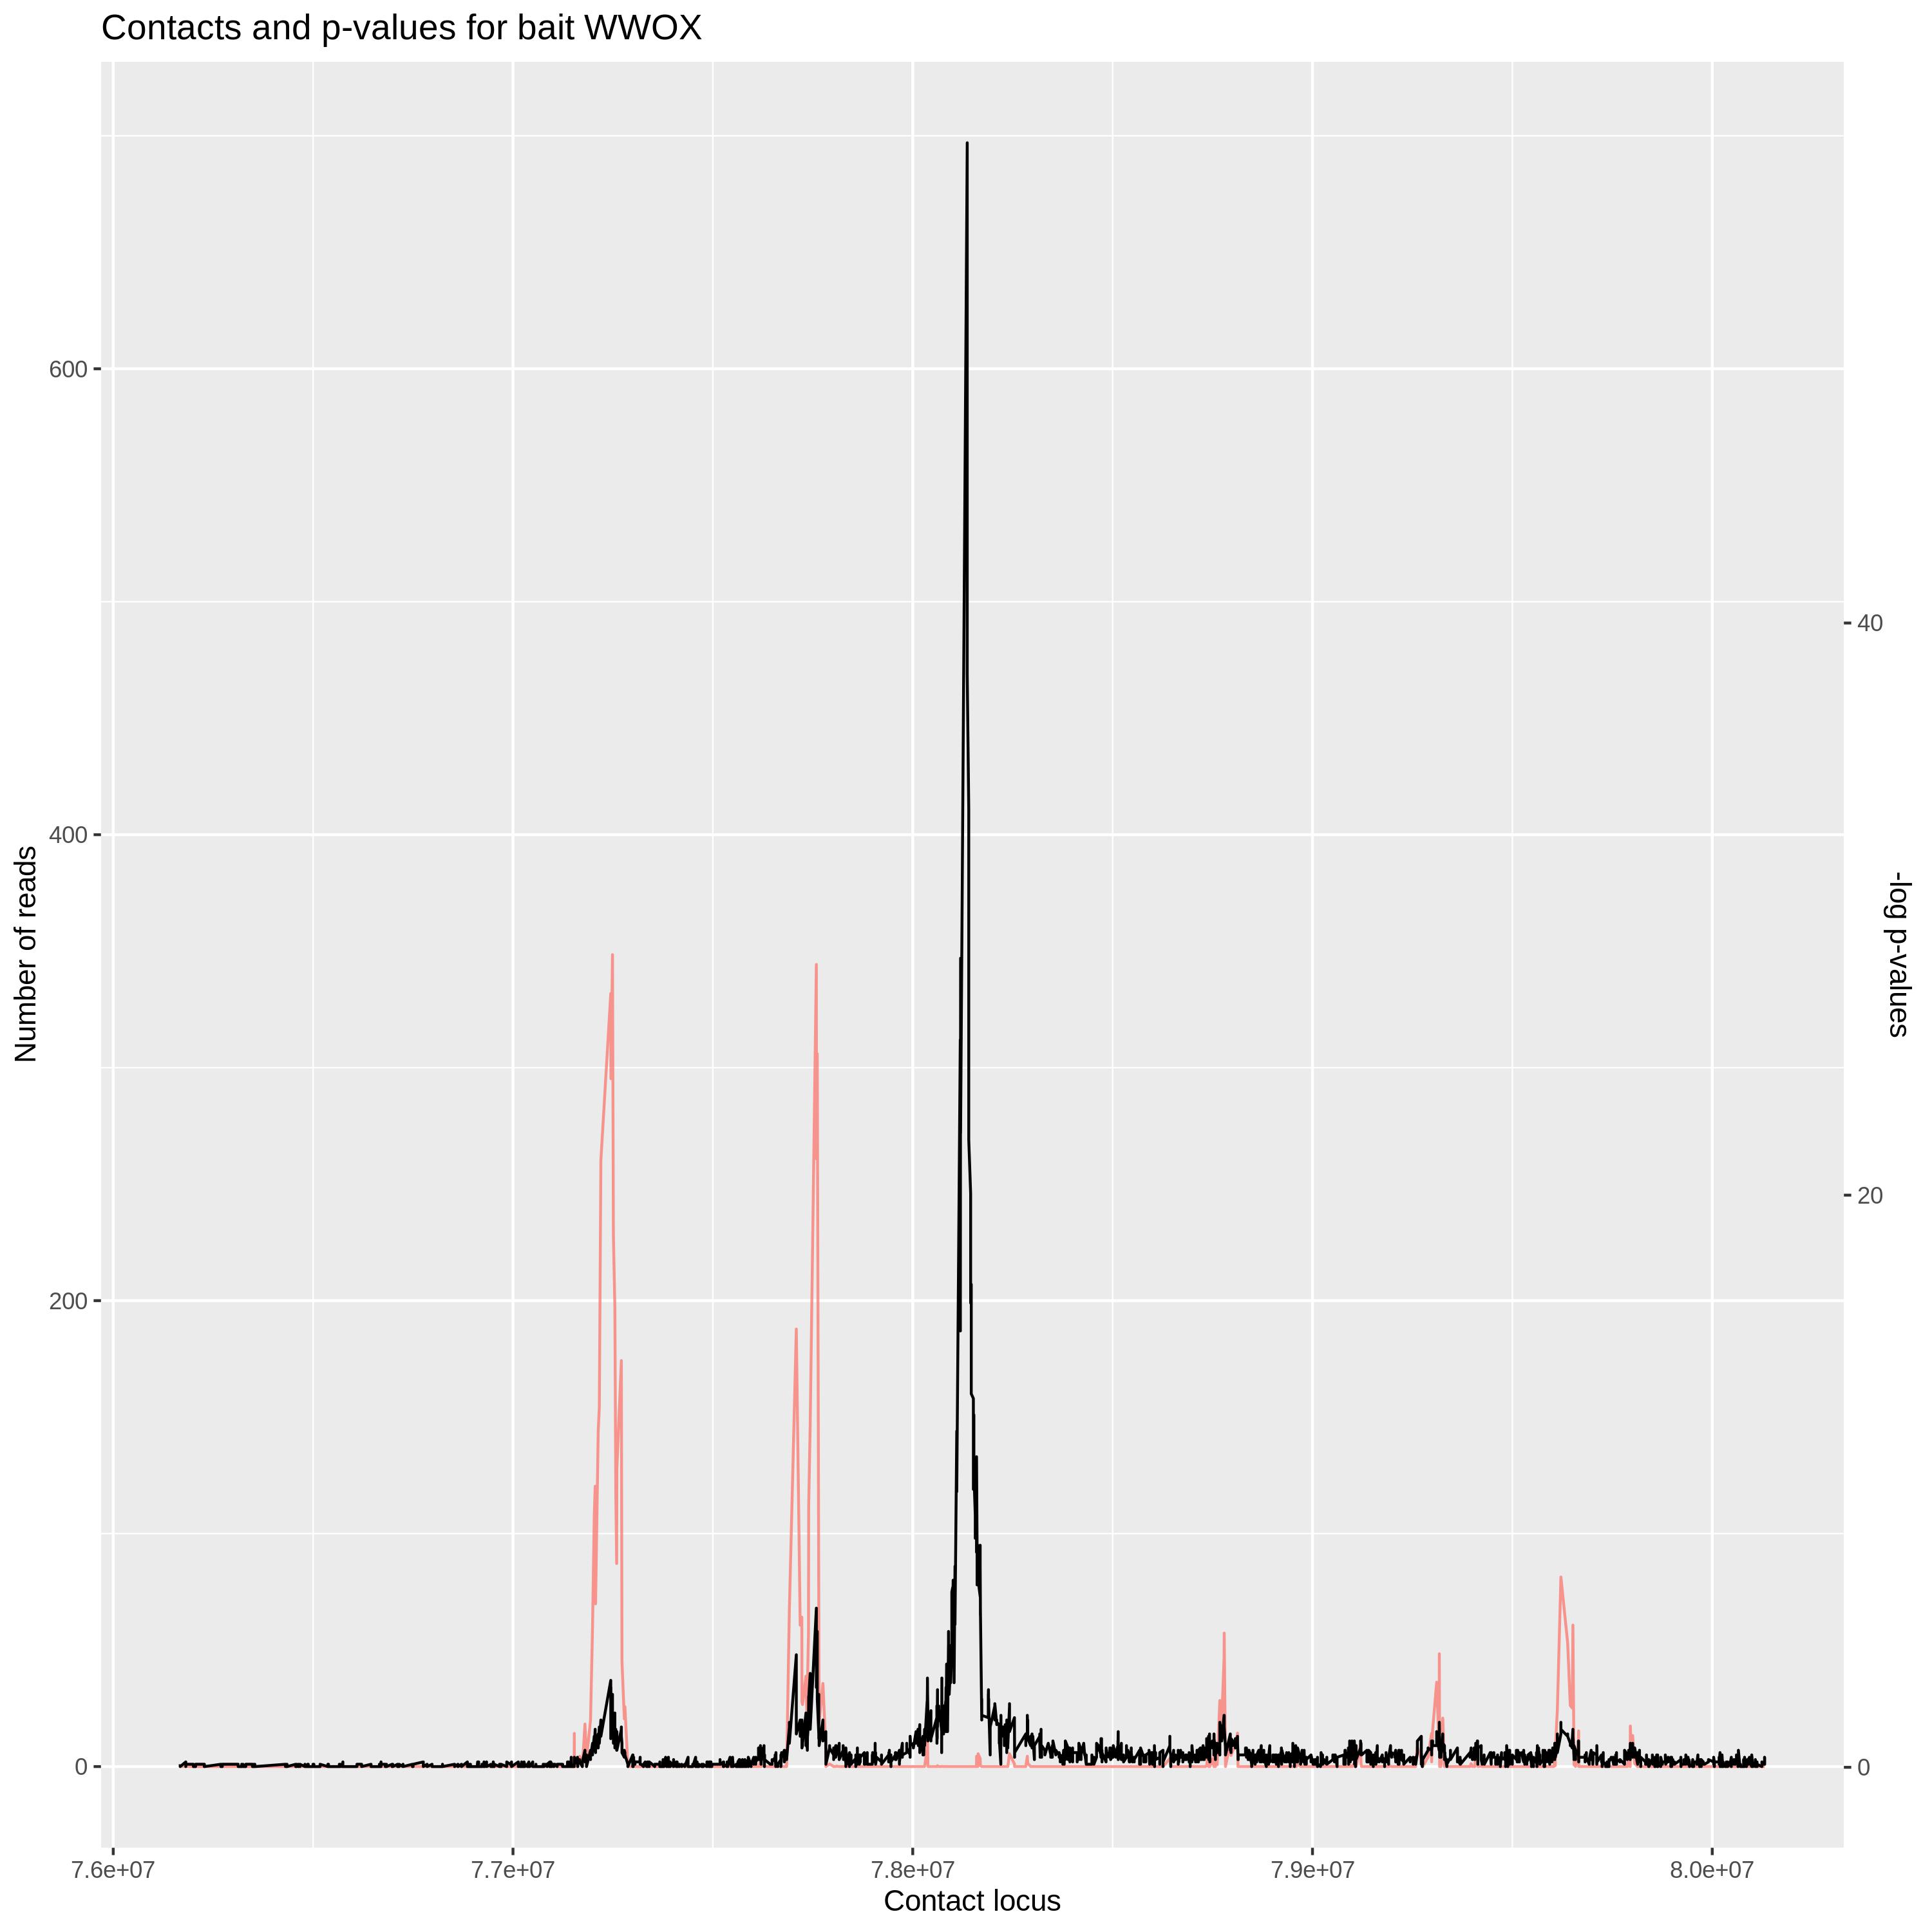 Contacts and p-values for bait WWOX
600
400
200
0
Number of reads
40
20
0
-log p-values
7.6e+07
7.7e+07
7.8e+07
7.9e+07
8.0e+07
Contact locus